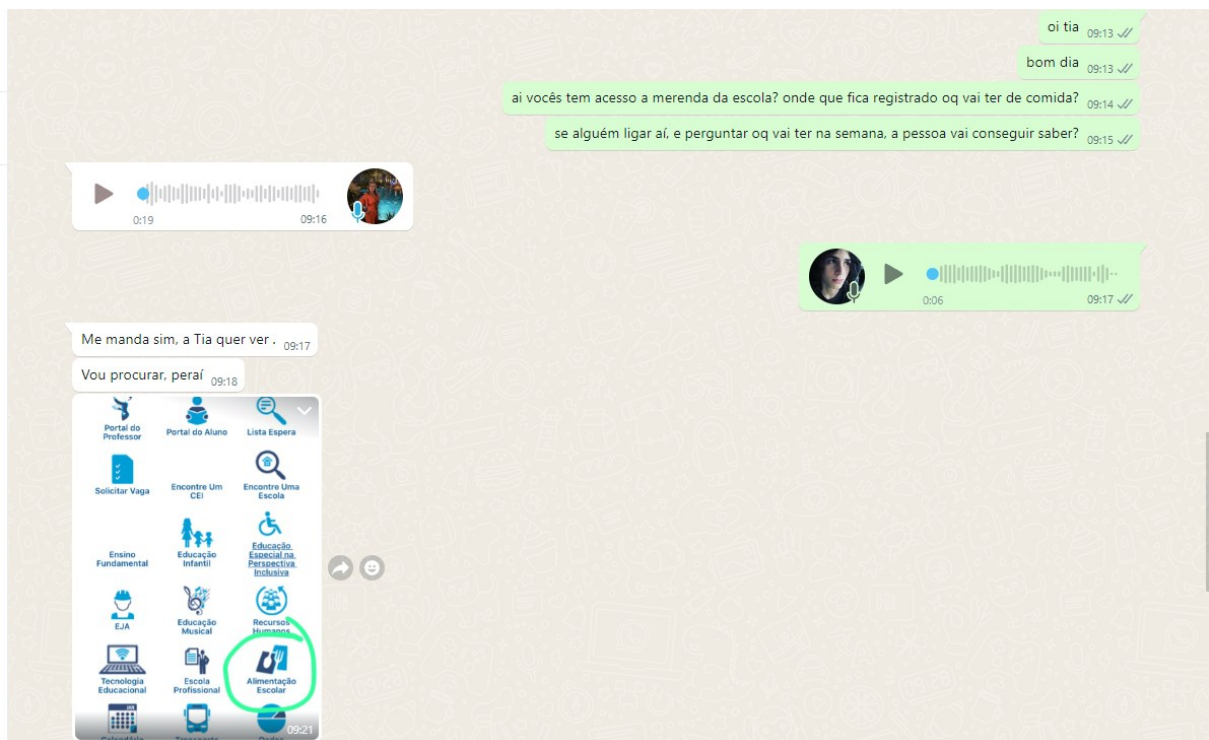 oi tia 09:13
bom dia 09:13
ai vocês tem acesso a merenda da escola? onde que fica registrado oq vai ter de comida? 09:14
se alguém ligar aí, e perguntar oq vai ter na semana, a pessoa vai conseguir saber? 09:15
0:19 09:16
0:06 09:17
Me manda sim, a Tia quer ver . 09:17
Vou procurar, peraí 09:18
Portal do Professor
Portal do Aluno
Lista Espera
Solicitar Vaga
Encontre Um CEI
Encontre Uma Escola
Ensino Fundamental
Educação Infantil
Educação Especial na Perspectiva Inclusiva
EJA
Educação Musical
Recursos Humanos
Tecnologia Educacional
Escola Profissional
Alimentação Escolar
09:21